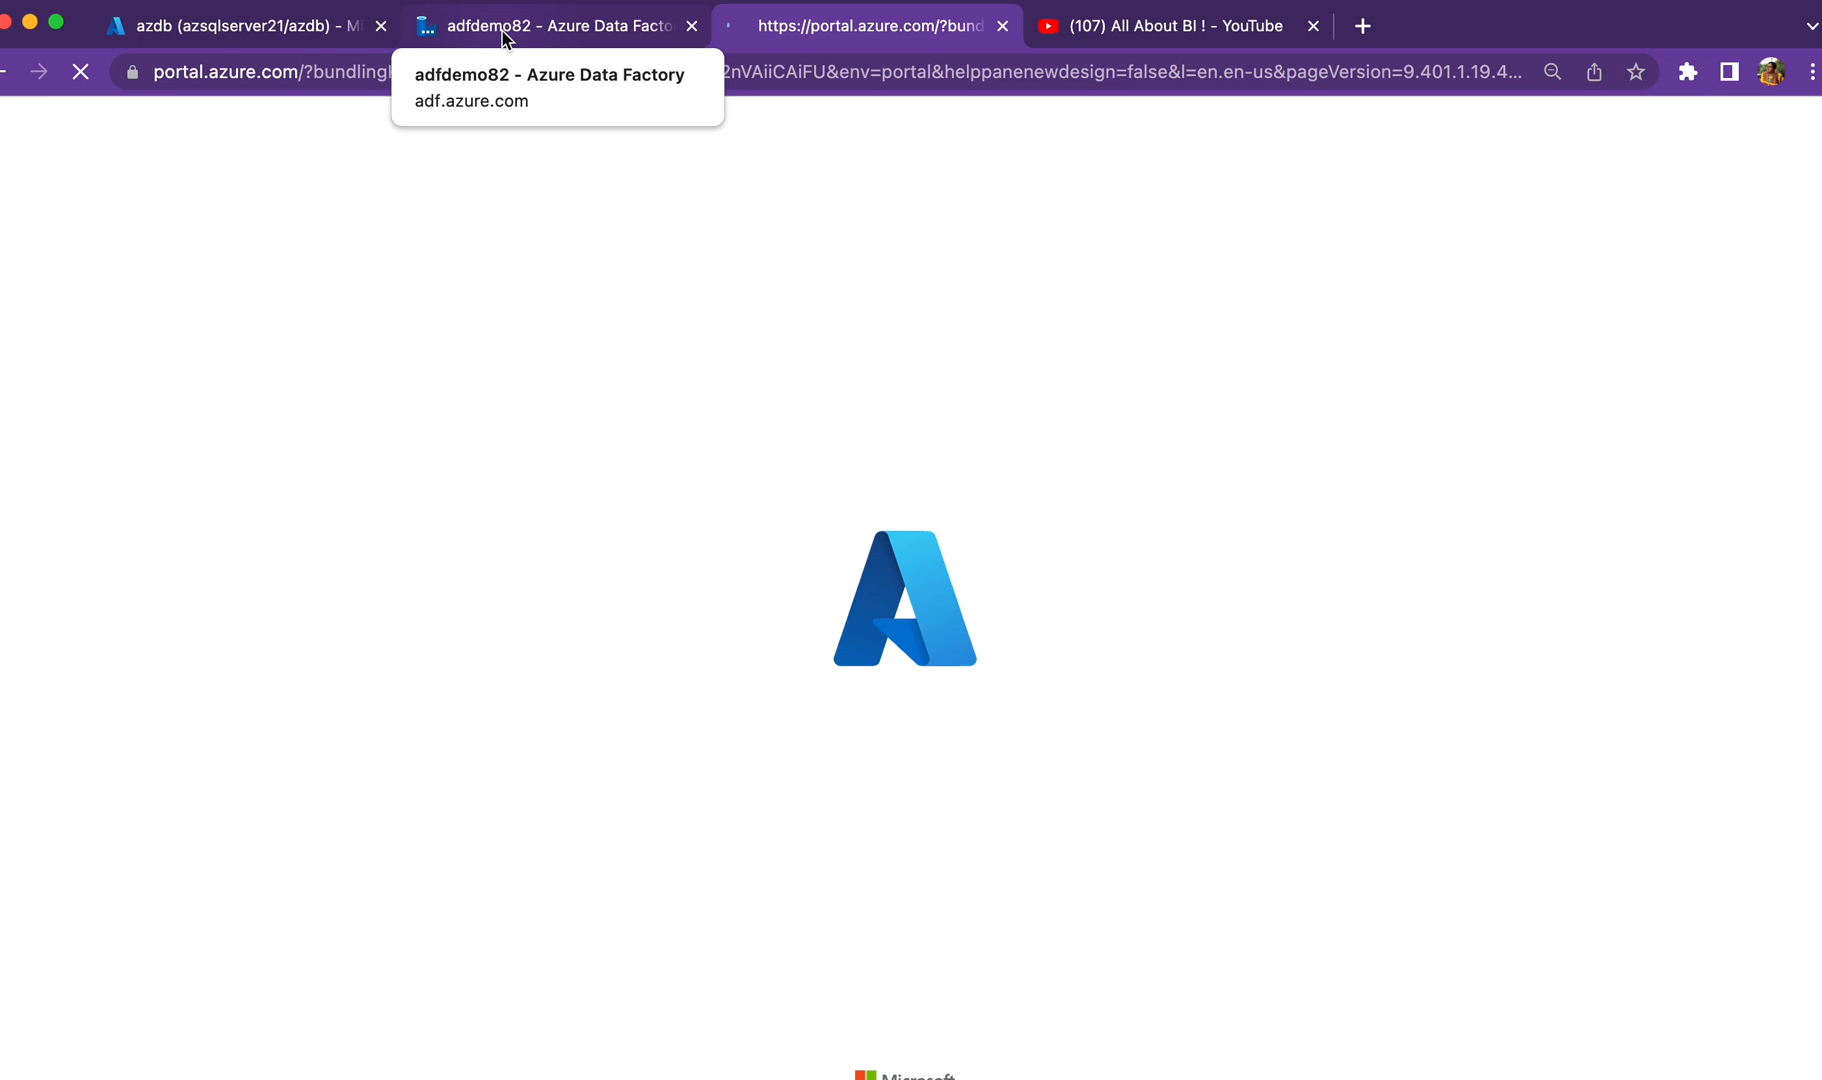 azdb (azsqlserver21/azdb) - Mi
adfdemo82 - Azure Data Facto
https://portal.azure.com/?bund
(107) All About BI ! - YouTube
portal.azure.com/?bundling
2nVAiiCAiFU&env=portal&helppanenewdesign=false&l=en.en-us&pageVersion=9.401.1.19.4...
adfdemo82 - Azure Data Factory
adf.azure.com
Microsoft